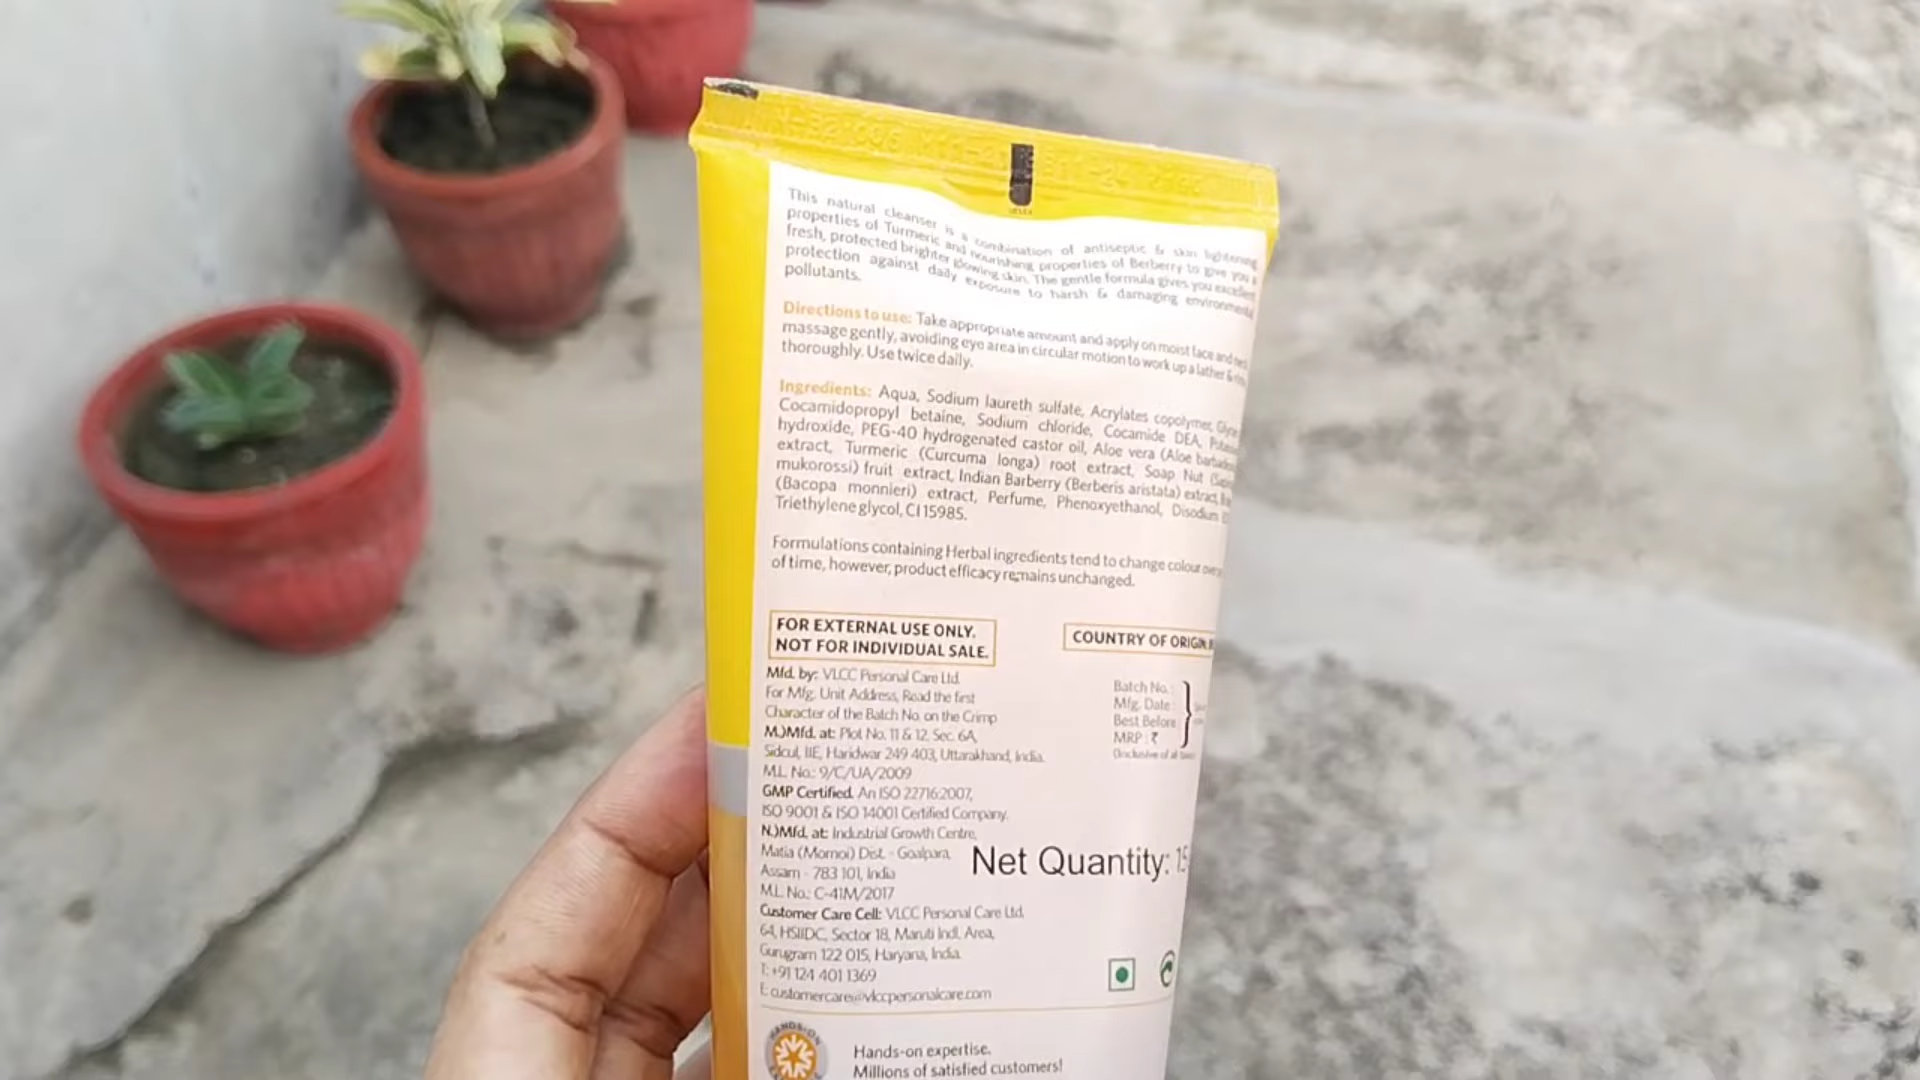 This natural cleanser is a combination of antiseptic & skin lightening
properties of Turmeric and nourishing properties of Berberry to give you a
fresh, protected brighter glowing skin. The gentle formula gives you excellent
protection against daily exposure to harsh & damaging environmental
pollutants.
Directions to use: Take appropriate amount and apply on moist face and
massage gently, avoiding eye area in circular motion to work up a lather &
thoroughly. Use twice daily.
Ingredients: Aqua, Sodium laureth sulfate, Acrylates copolymer,
Cocamidopropyl betaine, Sodium chloride, Cocamide DEA,
hydroxide, PEG-40 hydrogenated castor oil, Aloe vera (Aloe
extract, Turmeric (Curcuma longa) root extract, Soap Nut
mukorossi) fruit extract, Indian Barberry (Berberis aristata) extract,
(Bacopa monnieri) extract, Perfume, Phenoxyethanol, Disodium
Triethylene glycol, CI 15985.
Formulations containing Herbal ingredients tend to change colour
of time, however, product efficacy remains unchanged.
FOR EXTERNAL USE ONLY.
NOT FOR INDIVIDUAL SALE.
COUNTRY OF ORIGIN
Mfd. by: VLCC Personal Care Ltd.
For Mfg. Unit Address, Read the first
Character of the Batch No. on the Crimp
M.)Mfd. at: Plot No. 11 & 12, Sec. 6A,
Sidcul, IIE, Haridwar 249 403, Uttarakhand, India.
M.L. No.: 9/C/UA/2009
GMP Certified. An ISO 22716:2007,
ISO 9001 & ISO 14001 Certified Company.
N.)Mfd. at: Industrial Growth Centre,
Matia (Mornoi) Dist. - Goalpara,
Assam - 783 101, India
M.L. No.: C-41M/2017
Customer Care Cell: VLCC Personal Care Ltd.
64, HSIIDC, Sector 18, Maruti Indl. Area,
Gurugram 122 015, Haryana, India.
T: +91 124 401 1369
E: customercare@vlccpersonalcare.com
Batch No.:
Mfg. Date:
Best Before:
MRP : ₹
Net Quantity:
HANDS-ON
Hands-on expertise.
Millions of satisfied customers!